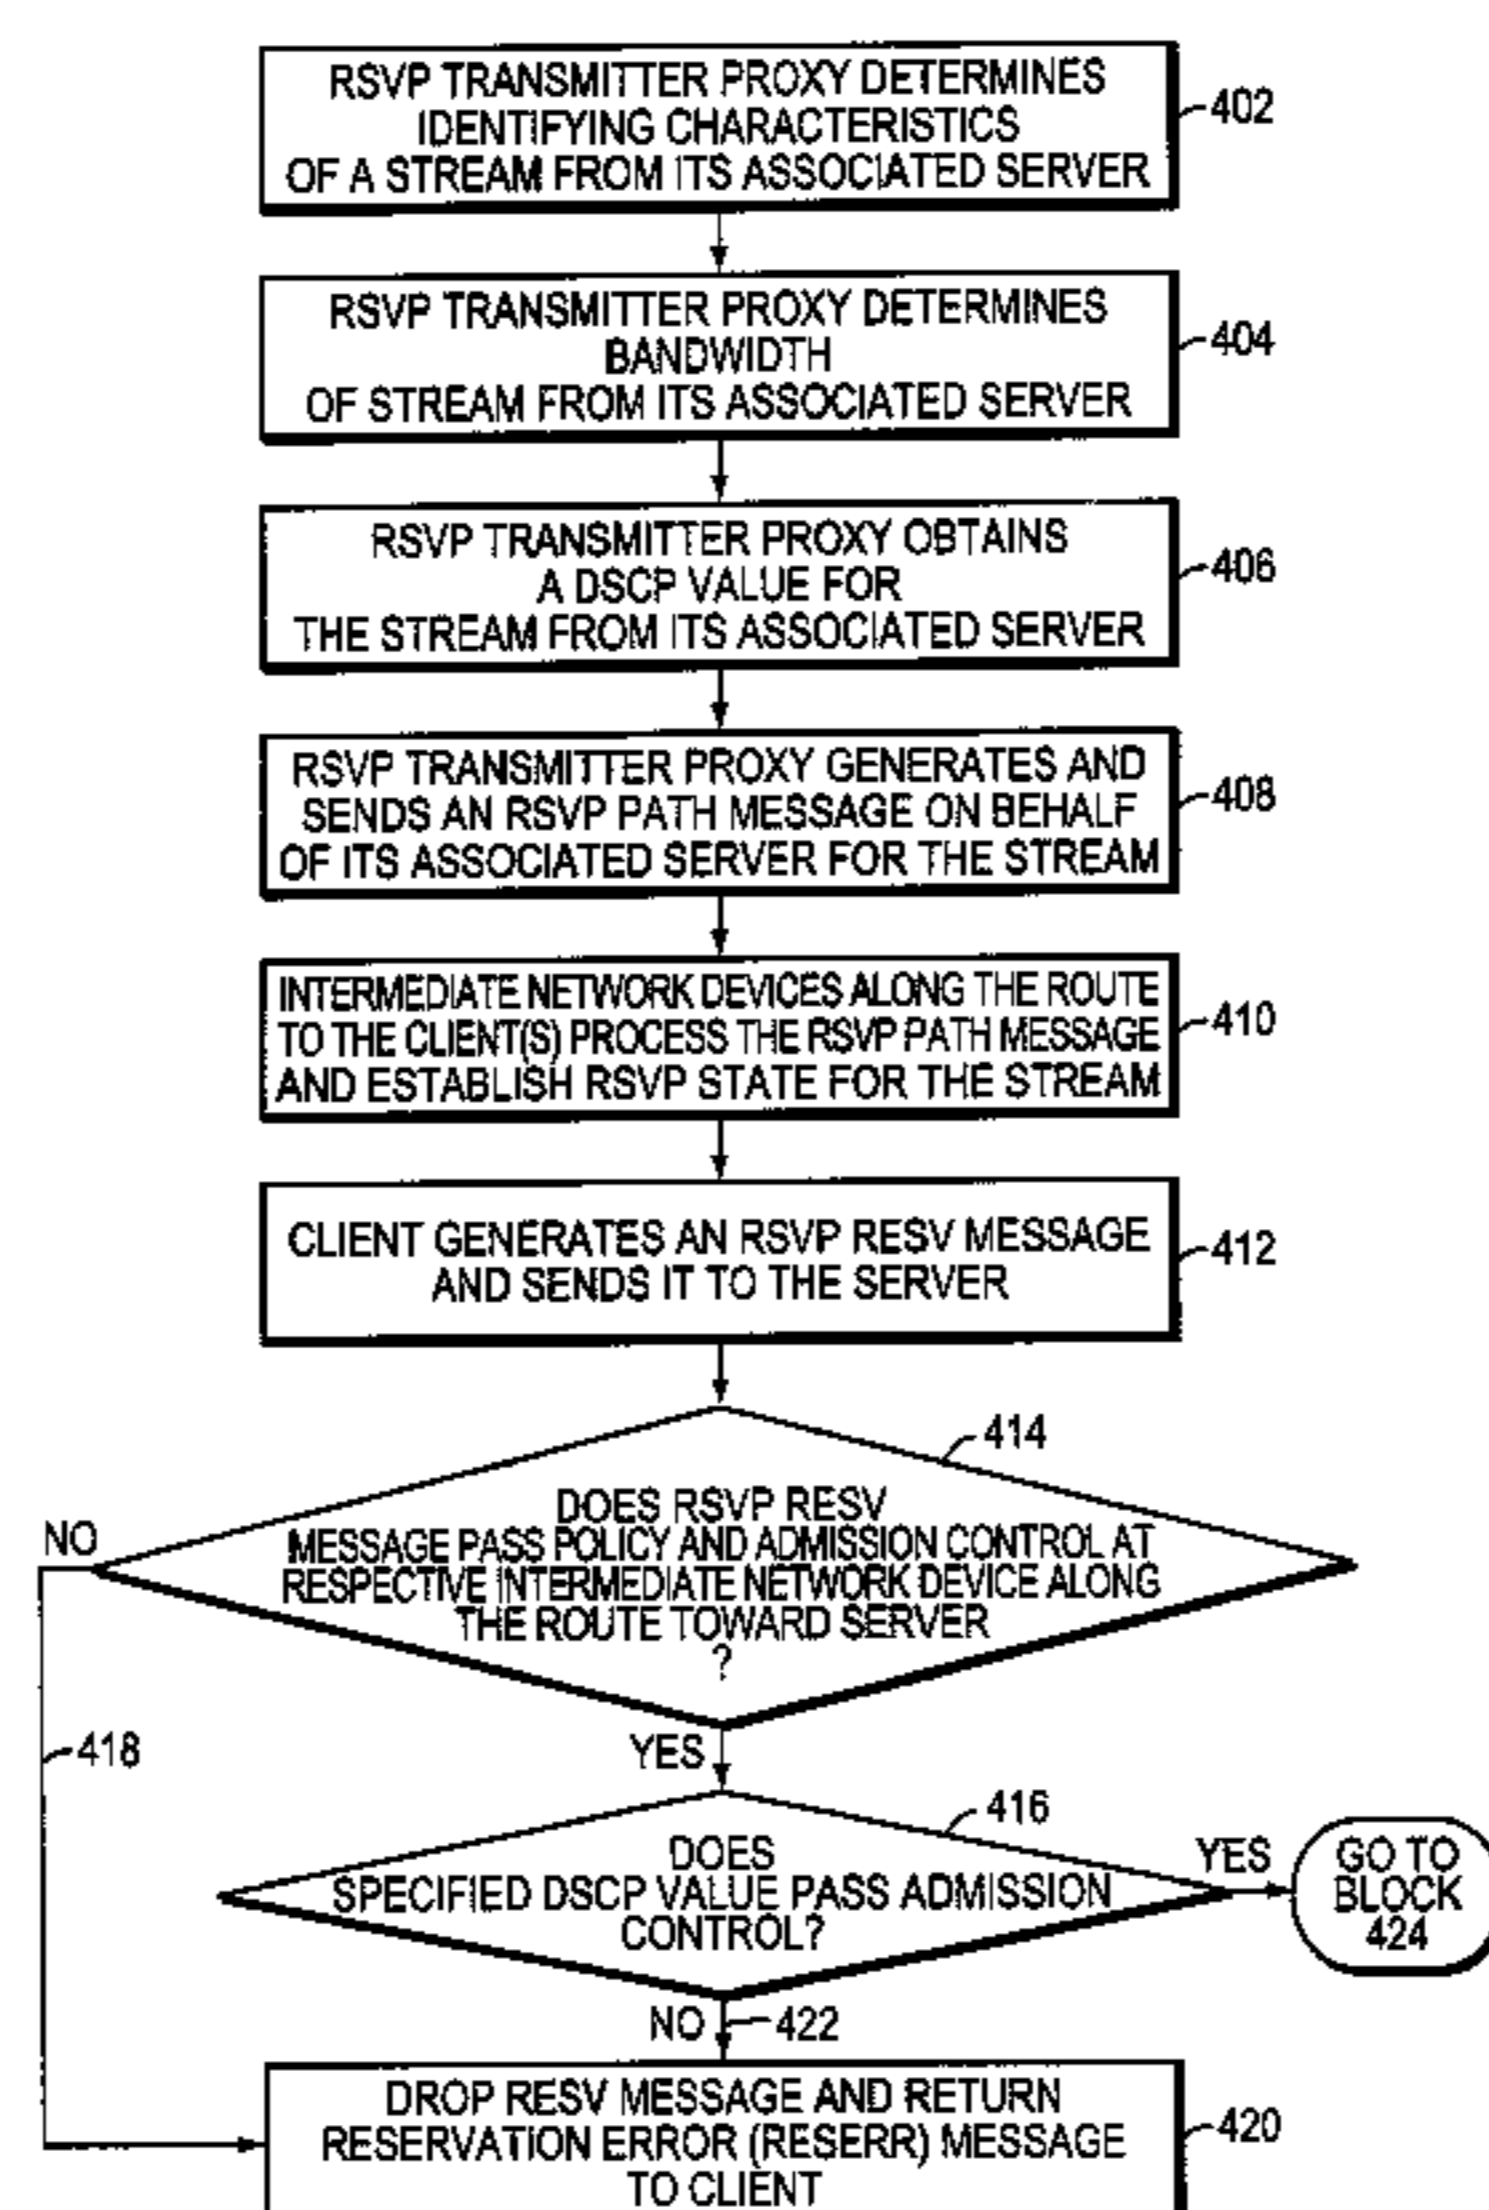 RSVP TRANSMITTER PROXY DETERMINES
IDENTIFYING CHARACTERISTICS
OF A STREAM FROM ITS ASSOCIATED SERVER
402
RSVP TRANSMITTER PROXY DETERMINES
BANDWIDTH
OF STREAM FROM ITS ASSOCIATED SERVER
404
RSVP TRANSMITTER PROXY OBTAINS
A DSCP VALUE FOR
THE STREAM FROM ITS ASSOCIATED SERVER
406
RSVP TRANSMITTER PROXY GENERATES AND
SENDS AN RSVP PATH MESSAGE ON BEHALF
OF ITS ASSOCIATED SERVER FOR THE STREAM
408
INTERMEDIATE NETWORK DEVICES ALONG THE ROUTE
TO THE CLIENT(S) PROCESS THE RSVP PATH MESSAGE
AND ESTABLISH RSVP STATE FOR THE STREAM
410
CLIENT GENERATES AN RSVP RESV MESSAGE
AND SENDS IT TO THE SERVER
412
414
DOES RSVP RESV
MESSAGE PASS POLICY AND ADMISSION CONTROL AT
RESPECTIVE INTERMEDIATE NETWORK DEVICE ALONG
THE ROUTE TOWARD SERVER
?
NO
418
YES
416
DOES
SPECIFIED DSCP VALUE PASS ADMISSION
CONTROL?
YES
GO TO
BLOCK
424
NO
422
DROP RESV MESSAGE AND RETURN
RESERVATION ERROR (RESERR) MESSAGE
TO CLIENT
420